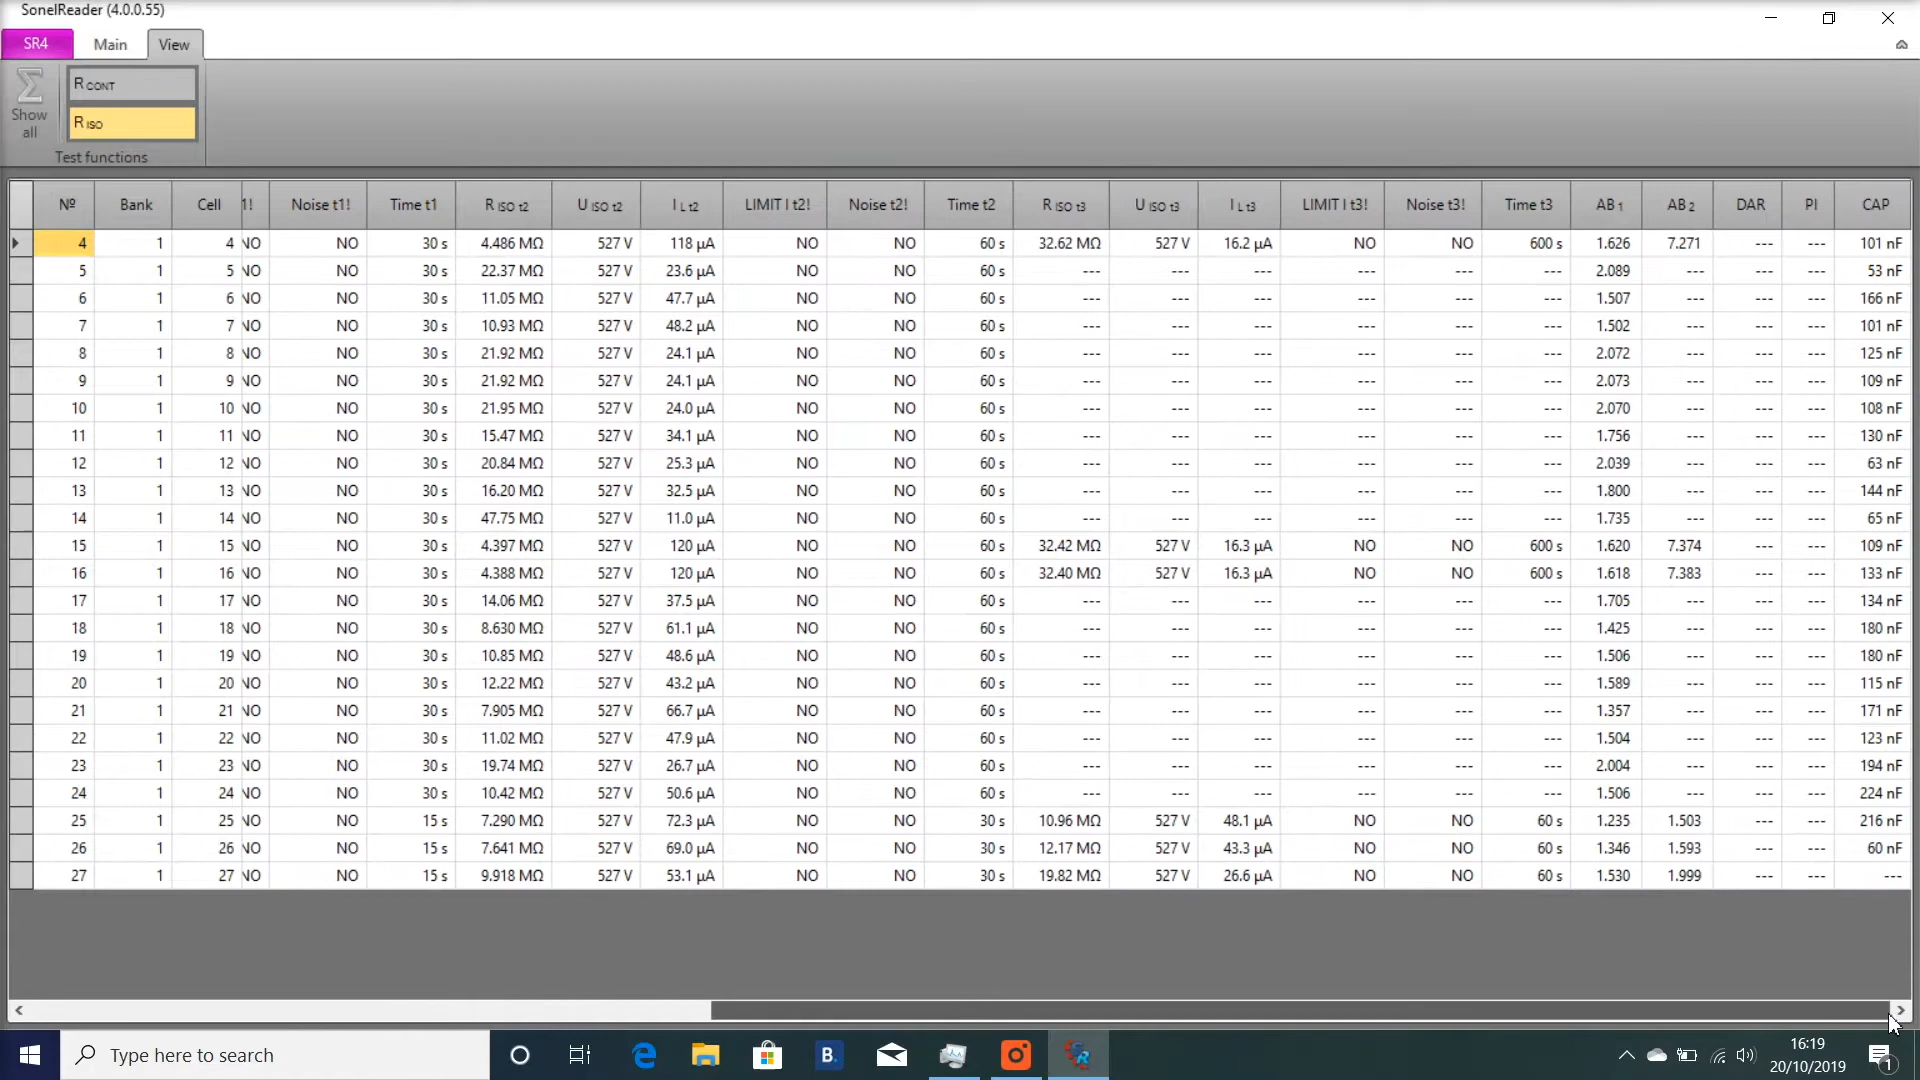 SonelReader (4.0.0.55)
SR4 Main View
Show all
R CONT
R ISO
Test functions
№ Bank Cell 1! Noise t1! Time t1 R ISO t2 U ISO t2 I L t2 LIMIT I t2! Noise t2! Time t2 R ISO t3 U ISO t3 I L t3 LIMIT I t3! Noise t3! Time t3 AB 1 AB 2 DAR PI CAP
4 1 4 NO NO 30 s 4.486 MΩ 527 V 118 µA NO NO 60 s 32.62 MΩ 527 V 16.2 µA NO NO 600 s 1.626 7.271 --- --- 101 nF
5 1 5 NO NO 30 s 22.37 MΩ 527 V 23.6 µA NO NO 60 s --- --- --- --- --- --- 2.089 --- --- --- 53 nF
6 1 6 NO NO 30 s 11.05 MΩ 527 V 47.7 µA NO NO 60 s --- --- --- --- --- --- 1.507 --- --- --- 166 nF
7 1 7 NO NO 30 s 10.93 MΩ 527 V 48.2 µA NO NO 60 s --- --- --- --- --- --- 1.502 --- --- --- 101 nF
8 1 8 NO NO 30 s 21.92 MΩ 527 V 24.1 µA NO NO 60 s --- --- --- --- --- --- 2.072 --- --- --- 125 nF
9 1 9 NO NO 30 s 21.92 MΩ 527 V 24.1 µA NO NO 60 s --- --- --- --- --- --- 2.073 --- --- --- 109 nF
10 1 10 NO NO 30 s 21.95 MΩ 527 V 24.0 µA NO NO 60 s --- --- --- --- --- --- 2.070 --- --- --- 108 nF
11 1 11 NO NO 30 s 15.47 MΩ 527 V 34.1 µA NO NO 60 s --- --- --- --- --- --- 1.756 --- --- --- 130 nF
12 1 12 NO NO 30 s 20.84 MΩ 527 V 25.3 µA NO NO 60 s --- --- --- --- --- --- 2.039 --- --- --- 63 nF
13 1 13 NO NO 30 s 16.20 MΩ 527 V 32.5 µA NO NO 60 s --- --- --- --- --- --- 1.800 --- --- --- 144 nF
14 1 14 NO NO 30 s 47.75 MΩ 527 V 11.0 µA NO NO 60 s --- --- --- --- --- --- 1.735 --- --- --- 65 nF
15 1 15 NO NO 30 s 4.397 MΩ 527 V 120 µA NO NO 60 s 32.42 MΩ 527 V 16.3 µA NO NO 600 s 1.620 7.374 --- --- 109 nF
16 1 16 NO NO 30 s 4.388 MΩ 527 V 120 µA NO NO 60 s 32.40 MΩ 527 V 16.3 µA NO NO 600 s 1.618 7.383 --- --- 133 nF
17 1 17 NO NO 30 s 14.06 MΩ 527 V 37.5 µA NO NO 60 s --- --- --- --- --- --- 1.705 --- --- --- 134 nF
18 1 18 NO NO 30 s 8.630 MΩ 527 V 61.1 µA NO NO 60 s --- --- --- --- --- --- 1.425 --- --- --- 180 nF
19 1 19 NO NO 30 s 10.85 MΩ 527 V 48.6 µA NO NO 60 s --- --- --- --- --- --- 1.506 --- --- --- 180 nF
20 1 20 NO NO 30 s 12.22 MΩ 527 V 43.2 µA NO NO 60 s --- --- --- --- --- --- 1.589 --- --- --- 115 nF
21 1 21 NO NO 30 s 7.905 MΩ 527 V 66.7 µA NO NO 60 s --- --- --- --- --- --- 1.357 --- --- --- 171 nF
22 1 22 NO NO 30 s 11.02 MΩ 527 V 47.9 µA NO NO 60 s --- --- --- --- --- --- 1.504 --- --- --- 123 nF
23 1 23 NO NO 30 s 19.74 MΩ 527 V 26.7 µA NO NO 60 s --- --- --- --- --- --- 2.004 --- --- --- 194 nF
24 1 24 NO NO 30 s 10.42 MΩ 527 V 50.6 µA NO NO 60 s --- --- --- --- --- --- 1.506 --- --- --- 224 nF
25 1 25 NO NO 15 s 7.290 MΩ 527 V 72.3 µA NO NO 30 s 10.96 MΩ 527 V 48.1 µA NO NO 60 s 1.235 1.503 --- --- 216 nF
26 1 26 NO NO 15 s 7.641 MΩ 527 V 69.0 µA NO NO 30 s 12.17 MΩ 527 V 43.3 µA NO NO 60 s 1.346 1.593 --- --- 60 nF
27 1 27 NO NO 15 s 9.918 MΩ 527 V 53.1 µA NO NO 30 s 19.82 MΩ 527 V 26.6 µA NO NO 60 s 1.530 1.999 --- --- ---
Type here to search
B.
R
16:19
20/10/2019
1